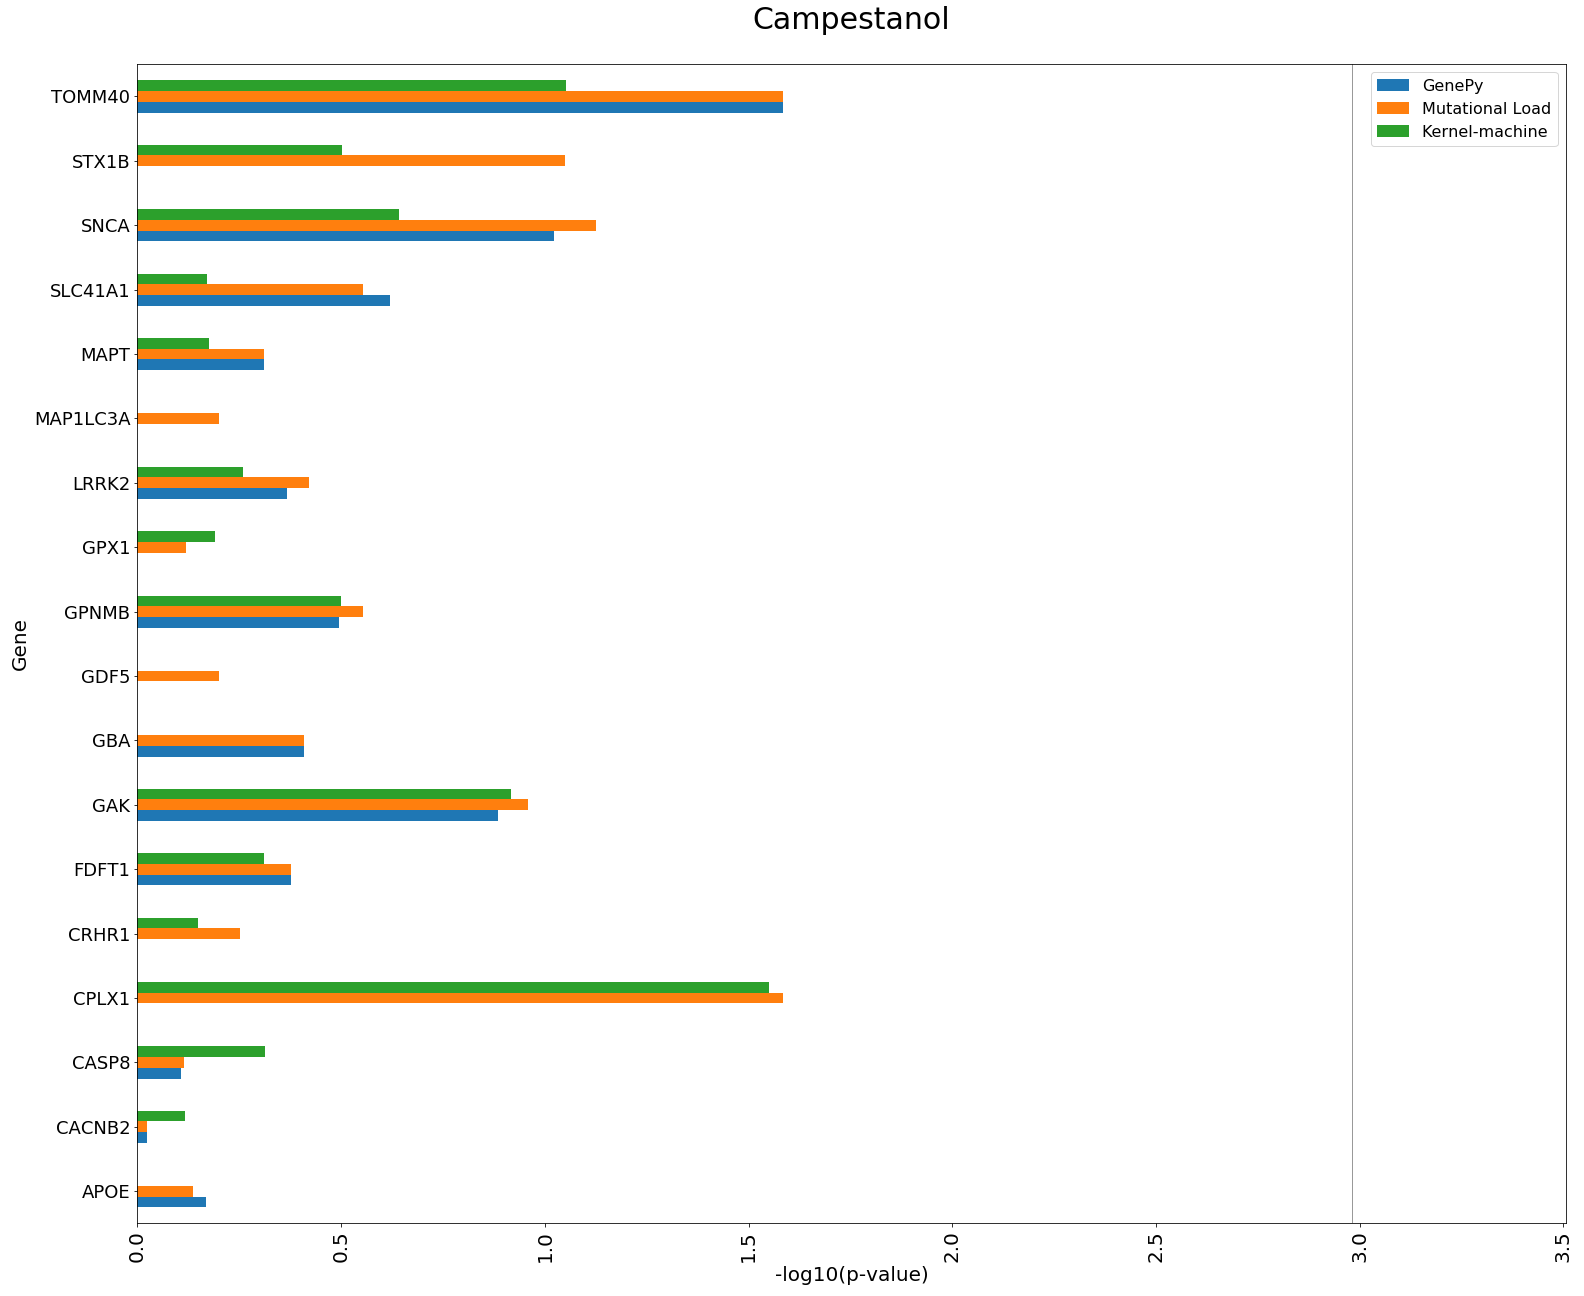 Campestanol
GenePy
Mutational Load
Kernel-machine
Gene
TOMM40
STX1B
SNCA
SLC41A1
MAPT
MAP1LC3A
LRRK2
GPX1
GPNMB
GDF5
GBA
GAK
FDFT1
CRHR1
CPLX1
CASP8
CACNB2
APOE
0.0 0.5 1.0 1.5 2.0 2.5 3.0 3.5
-log10(p-value)